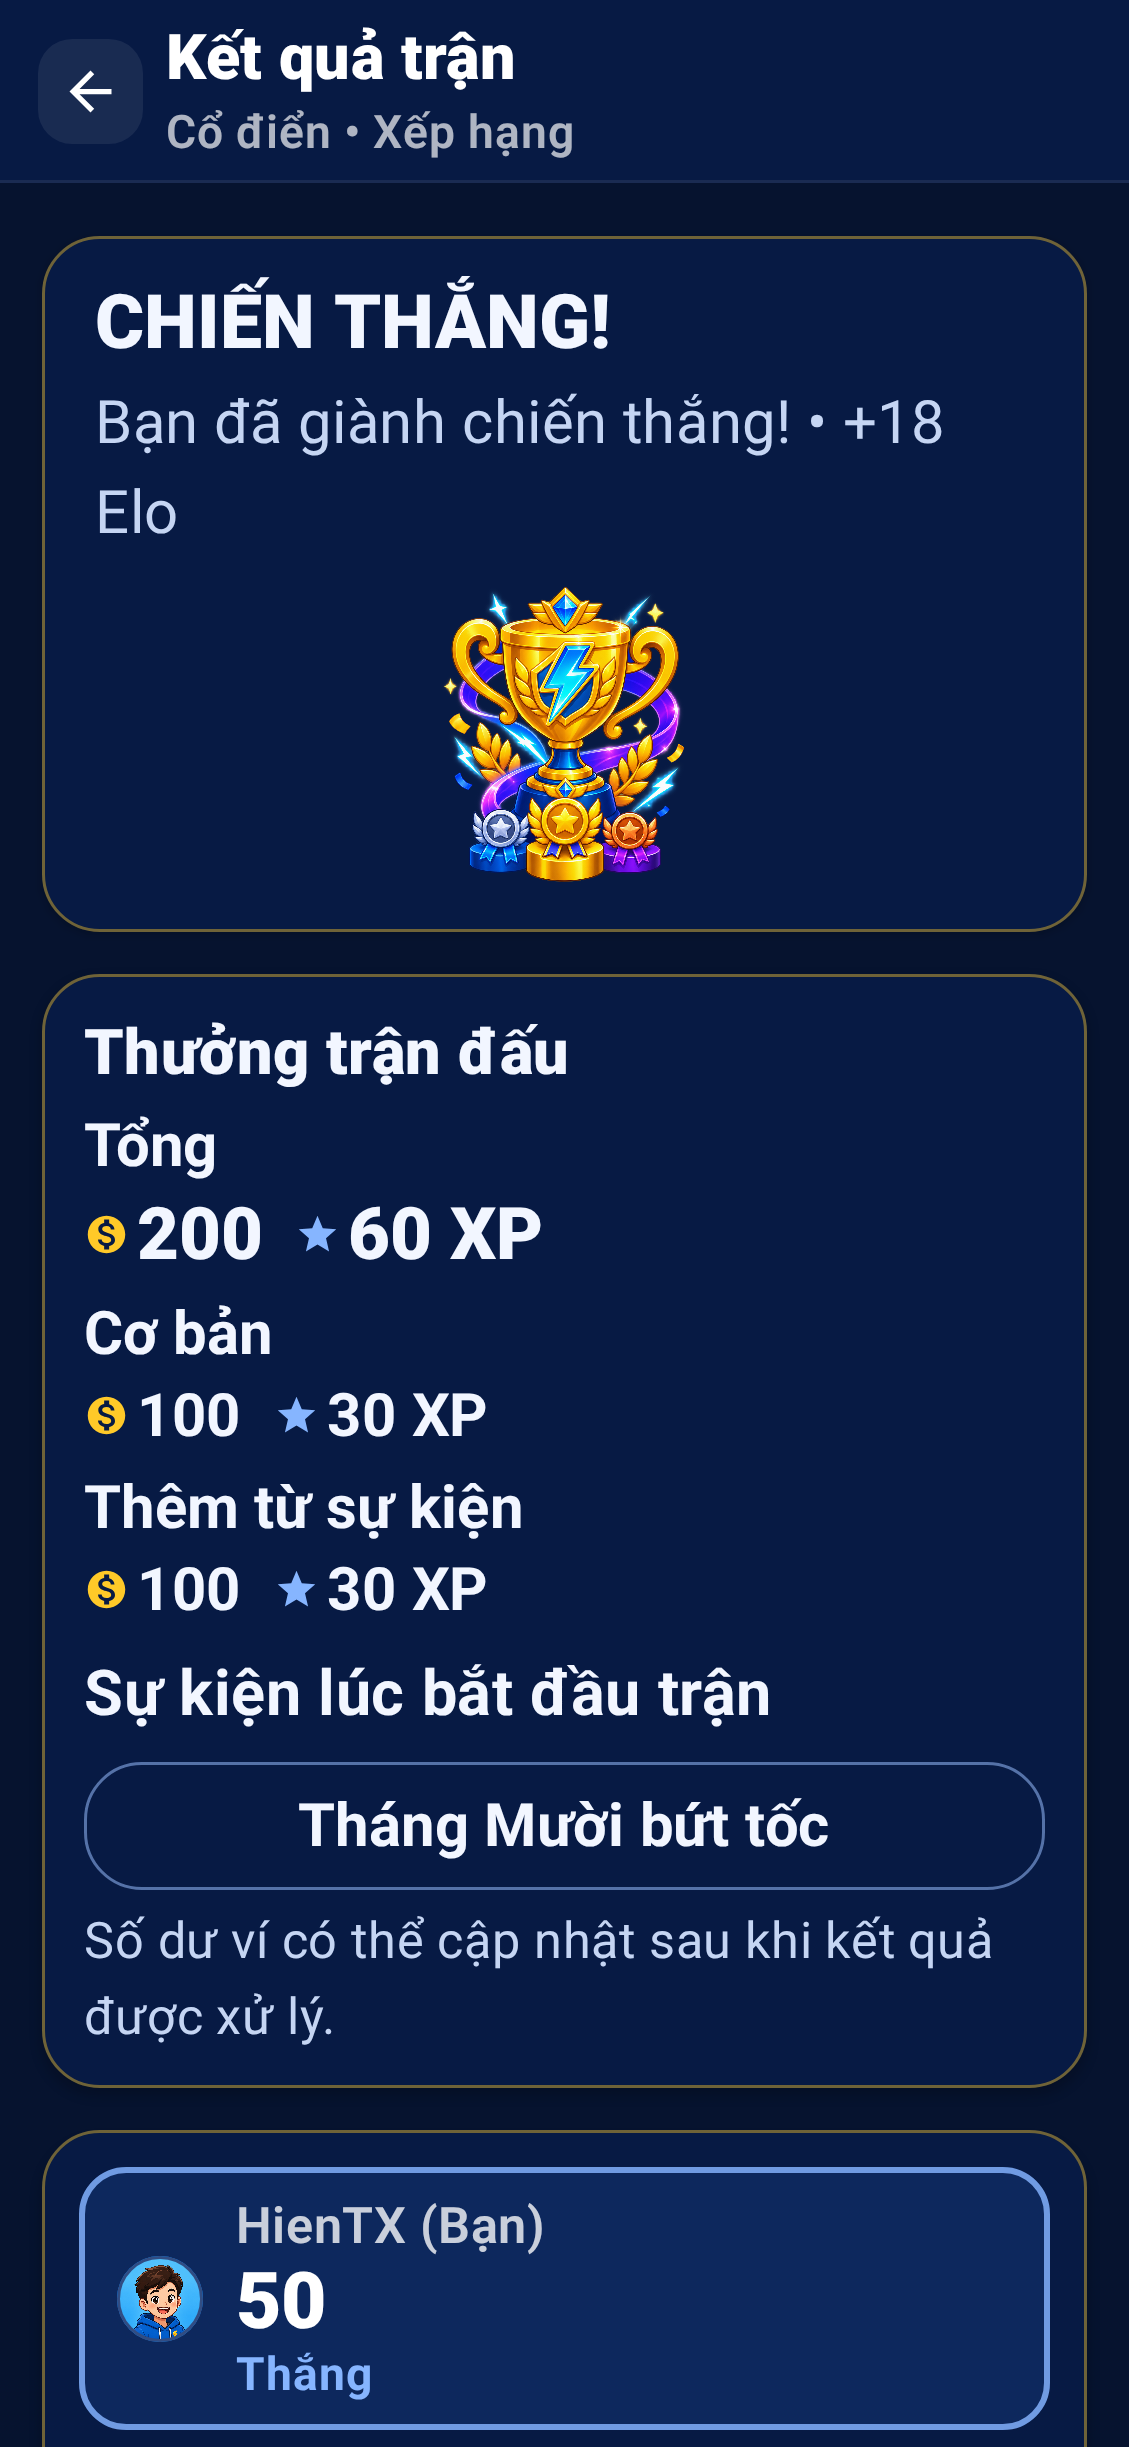 Kết quả trận
Cổ điển • Xếp hạng
CHIẾN THẮNG!
Bạn đã giành chiến thắng! • +18
Elo
Thưởng trận đấu
Tổng
200 60 XP
Cơ bản
100 30 XP
Thêm từ sự kiện
100 30 XP
Sự kiện lúc bắt đầu trận
Tháng Mười bứt tốc
Số dư ví có thể cập nhật sau khi kết quả
được xử lý.
HienTX (Bạn)
50
Thắng